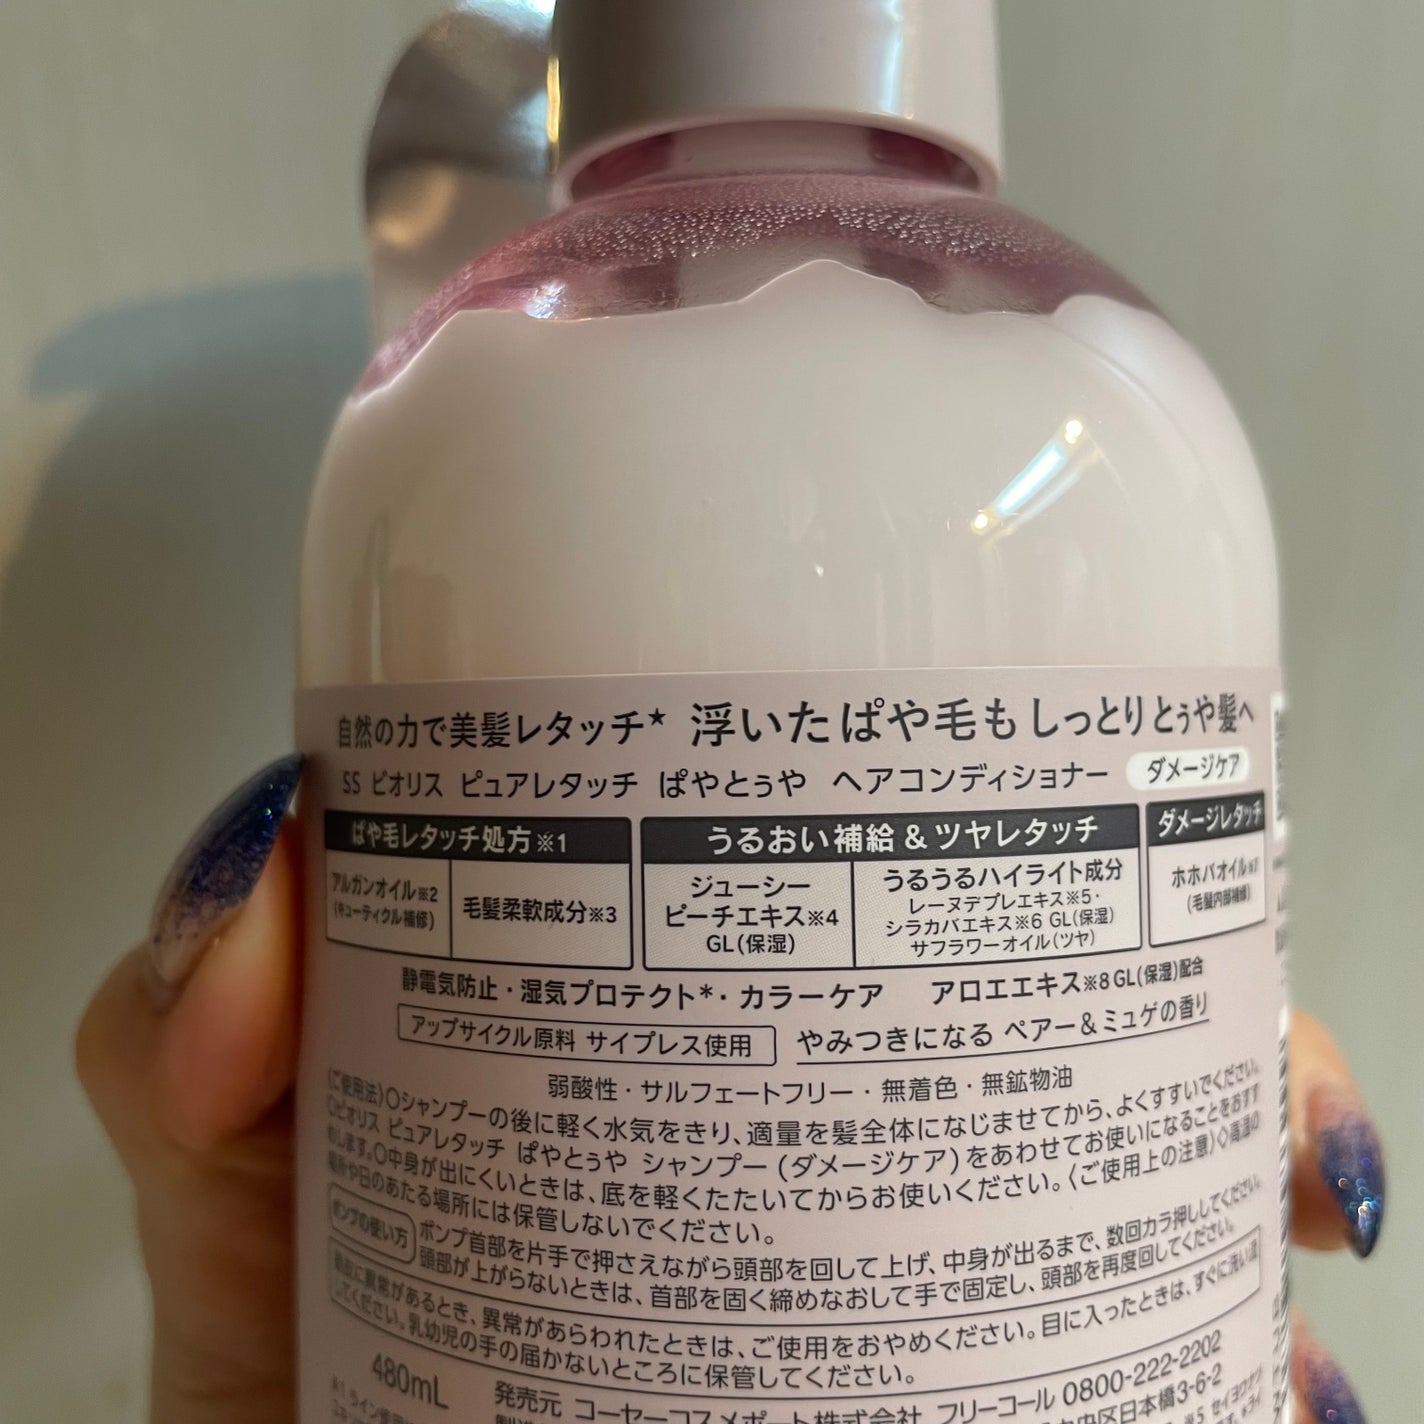 自然の力で美髪レタッチ★ 浮いたぱや毛もしっとりとぅや髪へ
SS ビオリス ピュアレタッチ ぱやとぅや ヘアコンディショナー ダメージケア
ぱや毛レタッチ処方※1
アルガンオイル※2
(キューティクル補修)
毛髪柔軟成分※3
うるおい補給&ツヤレタッチ
ジューシー
ピーチエキス※4
GL(保湿)
うるうるハイライト成分
レーヌデプレエキス※5・
シラカバエキス※6 GL(保湿)
サフラワーオイル(ツヤ)
ダメージレタッチ
ホホバオイル※7
(毛髪内部補修)
静電気防止・湿気プロテクト*・カラーケア アロエエキス※8 GL(保湿)配合
アップサイクル原料 サイプレス使用 やみつきになる ペアー&ミュゲの香り
弱酸性・サルフェートフリー・無着色・無鉱物油
〈ご使用法〉○シャンプーの後に軽く水気をきり、適量を髪全体になじませてから、よくすすいでください。
○ビオリス ピュアレタッチ ぱやとぅや シャンプー(ダメージケア)をあわせてお使いになることをおすす
めします。○中身が出にくいときは、底を軽くたたいてからお使いください。〈ご使用上の注意〉◇高温の
場所や日のあたる場所には保管しないでください。
ポンプの使い方 ポンプ首部を片手で押さえながら頭部を回して上げ、中身が出るまで、数回カラ押ししてください。
頭部が上がらないときは、首部を固く締めなおして手で固定し、頭部を再度回してください。
頭皮に異常があるとき、異常があらわれたときは、ご使用をおやめください。目に入ったときは、すぐに洗い流
してください。乳幼児の手の届かないところに保管してください。
480mL 発売元 コーセーコスメポート株式会社 フリーコール 0800-222-2202
中央区日本橋3-6-2